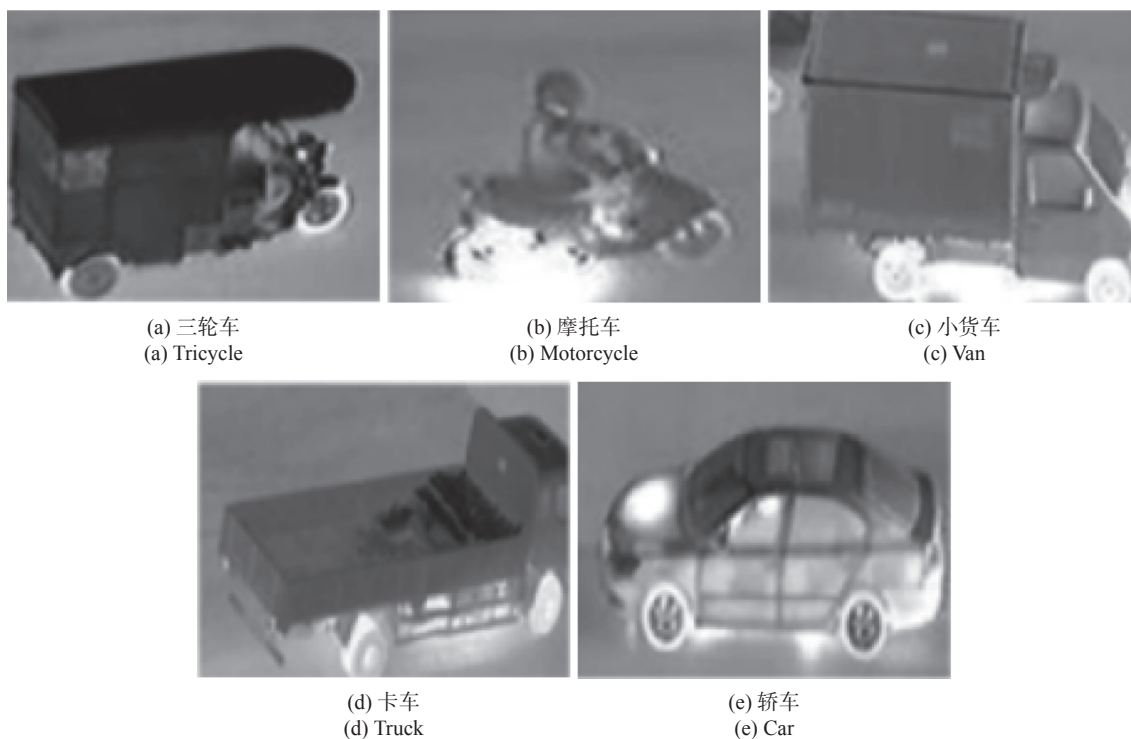 (a) 三轮车
(a) Tricycle
(b) 摩托车
(b) Motorcycle
(c) 小货车
(c) Van
(d) 卡车
(d) Truck
(e) 轿车
(e) Car